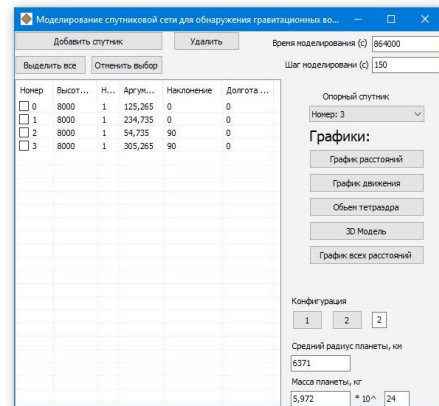 Моделирование спутниковой сети для обнаружения гравитационных во...
Добавить спутник
Удалить
Время моделирования (с) 864000
Выделить все
Отменить выбор
Шаг моделировани (с) 150
Номер Высот... Н... Аргум... Наклонение Долгота ...
0 8000 1 125,265 0 0
1 8000 1 234,735 0 0
2 8000 1 54,735 90 0
3 8000 1 305,265 90 0
Опорный спутник
Номер: 3
Графики:
График расстояний
График движения
Обьем тетраэдра
3D Модель
График всех расстояний
Конфигурация
1 2 2
Средний радиус планеты, км
6371
Масса планеты, кг
5,972 * 10^ 24